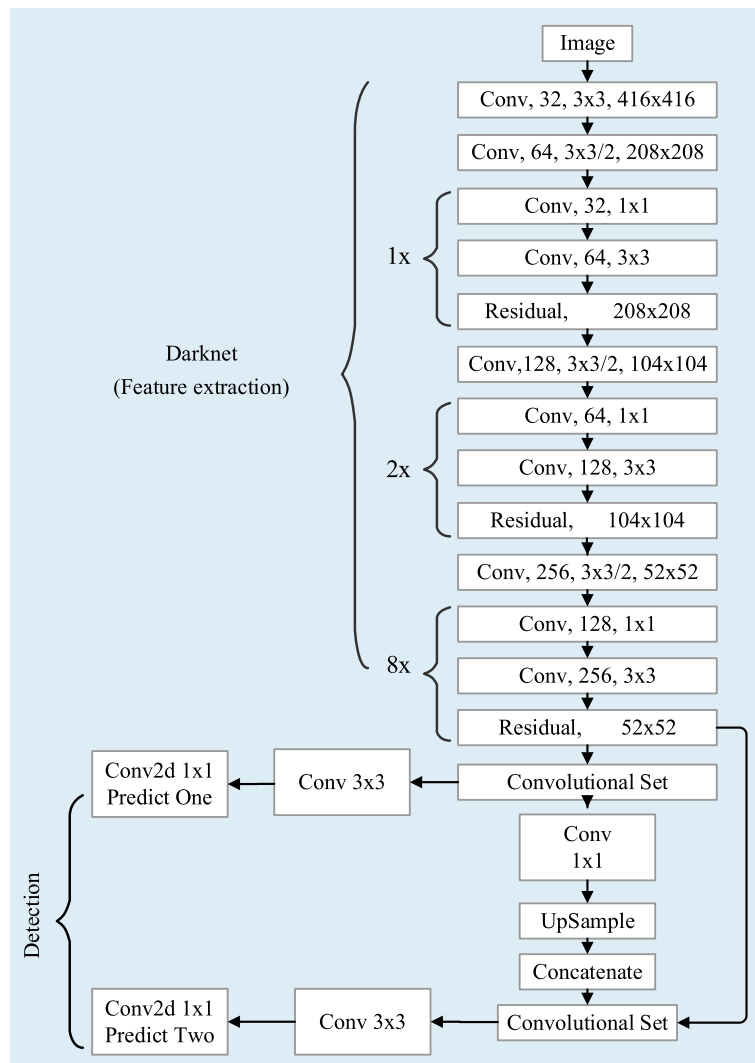 Image
Conv, 32, 3x3, 416x416
Conv, 64, 3x3/2, 208x208
Conv, 32, 1x1
1x
Conv, 64, 3x3
Residual, 208x208
Darknet
(Feature extraction)
Conv,128, 3x3/2, 104x104
Conv, 64, 1x1
2x
Conv, 128, 3x3
Residual, 104x104
Conv, 256, 3x3/2, 52x52
Conv, 128, 1x1
8x
Conv, 256, 3x3
Residual, 52x52
Convolutional Set
Conv 3x3
Conv2d 1x1
Predict One
Conv
1x1
UpSample
Concatenate
Convolutional Set
Conv 3x3
Conv2d 1x1
Predict Two
Detection